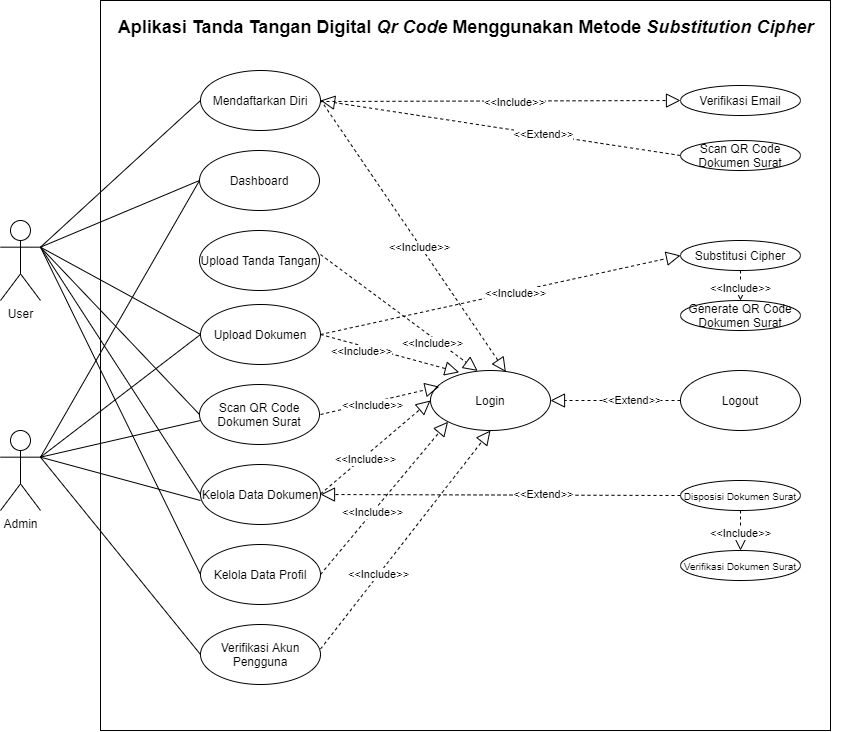 Aplikasi Tanda Tangan Digital Qr Code Menggunakan Metode Substitution Cipher
Mendaftarkan Diri
<<Include>>
Verifikasi Email
<<Extend>>
Scan QR Code
Dokumen Surat
Dashboard
<<Include>>
Upload Tanda Tangan
Substitusi Cipher
<<Include>>
<<Include>>
Generate QR Code
Dokumen Surat
User
Upload Dokumen
<<Include>>
<<Include>>
Login
<<Extend>>
Logout
Scan QR Code
Dokumen Surat
<<Include>>
<<Include>>
Kelola Data Dokumen
<<Extend>>
Disposisi Dokumen Surat
<<Include>>
Admin
<<Include>>
Verifikasi Dokumen Surat
Kelola Data Profil
<<Include>>
Verifikasi Akun
Pengguna